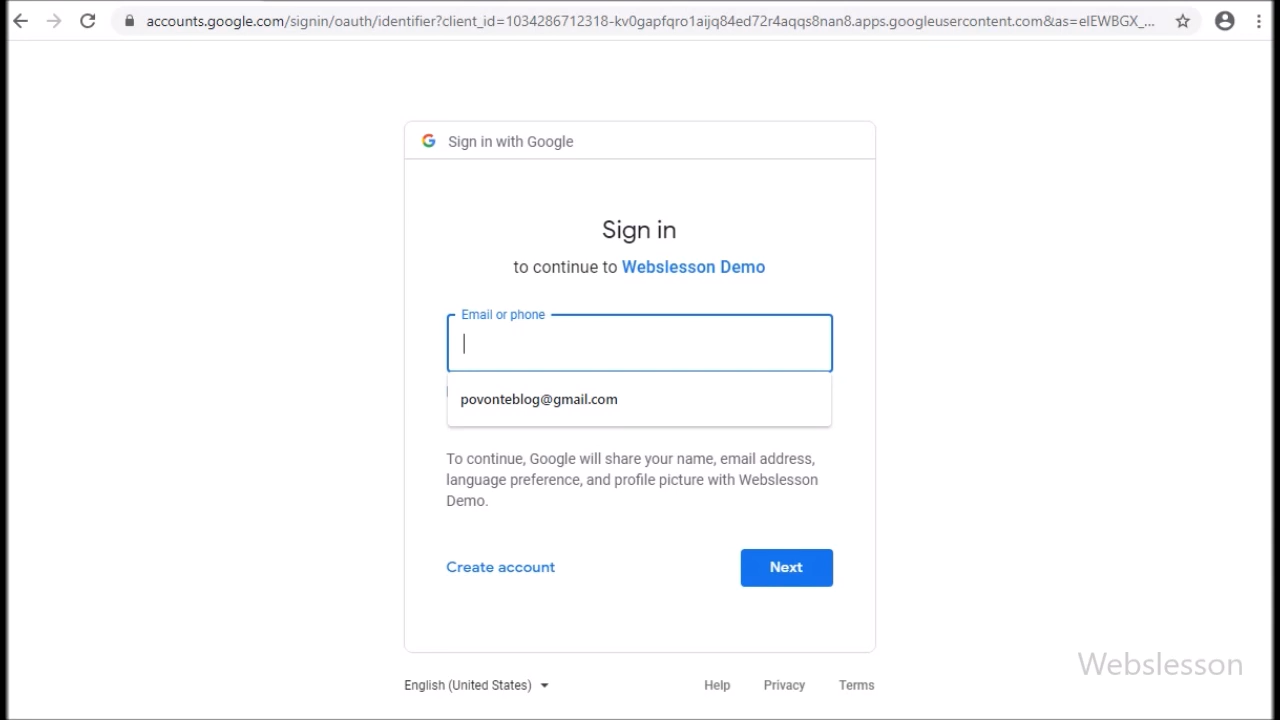 accounts.google.com/signin/oauth/identifier?client_id=1034286712318-kv0gapfqro1aijq84ed72r4aqqs8nan8.apps.googleusercontent.com&as=eIEWBGX_...
Sign in with Google
Sign in
to continue to Webslesson Demo
Email or phone
povonteblog@gmail.com
To continue, Google will share your name, email address,
language preference, and profile picture with Webslesson
Demo.
Create account Next
Webslesson
English (United States) Help Privacy Terms